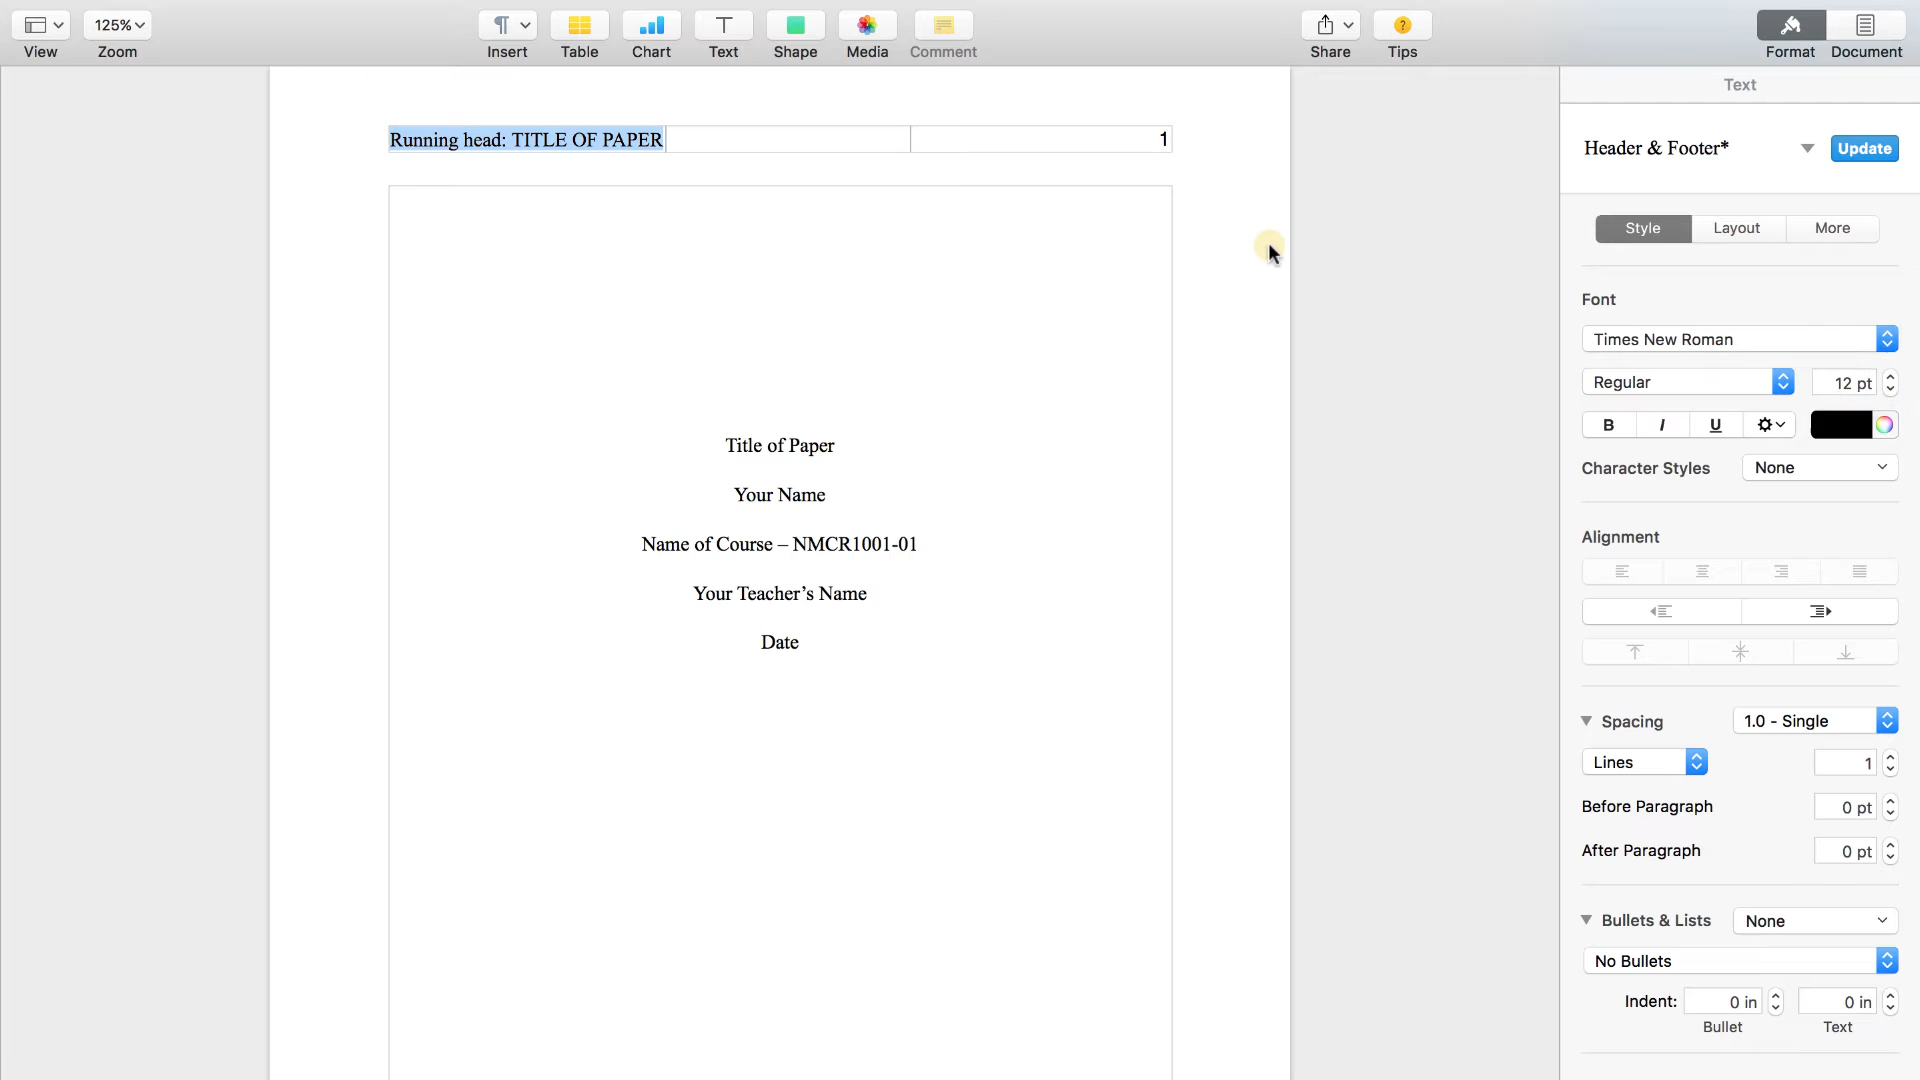 125%
View
Zoom
Insert
Table
Chart
Text
Shape
Media
Comment
Share
?
Tips
Format
Document
Text
Running head: TITLE OF PAPER
1
Header & Footer*
Update
Style
Layout
More
Font
Times New Roman
Regular
12 pt
B
I
U
Character Styles
None
Alignment
Spacing
1.0 - Single
Lines
1
Before Paragraph
0 pt
After Paragraph
0 pt
Bullets & Lists
None
No Bullets
Indent:
0 in
0 in
Bullet
Text
Title of Paper
Your Name
Name of Course – NMCR1001-01
Your Teacher’s Name
Date